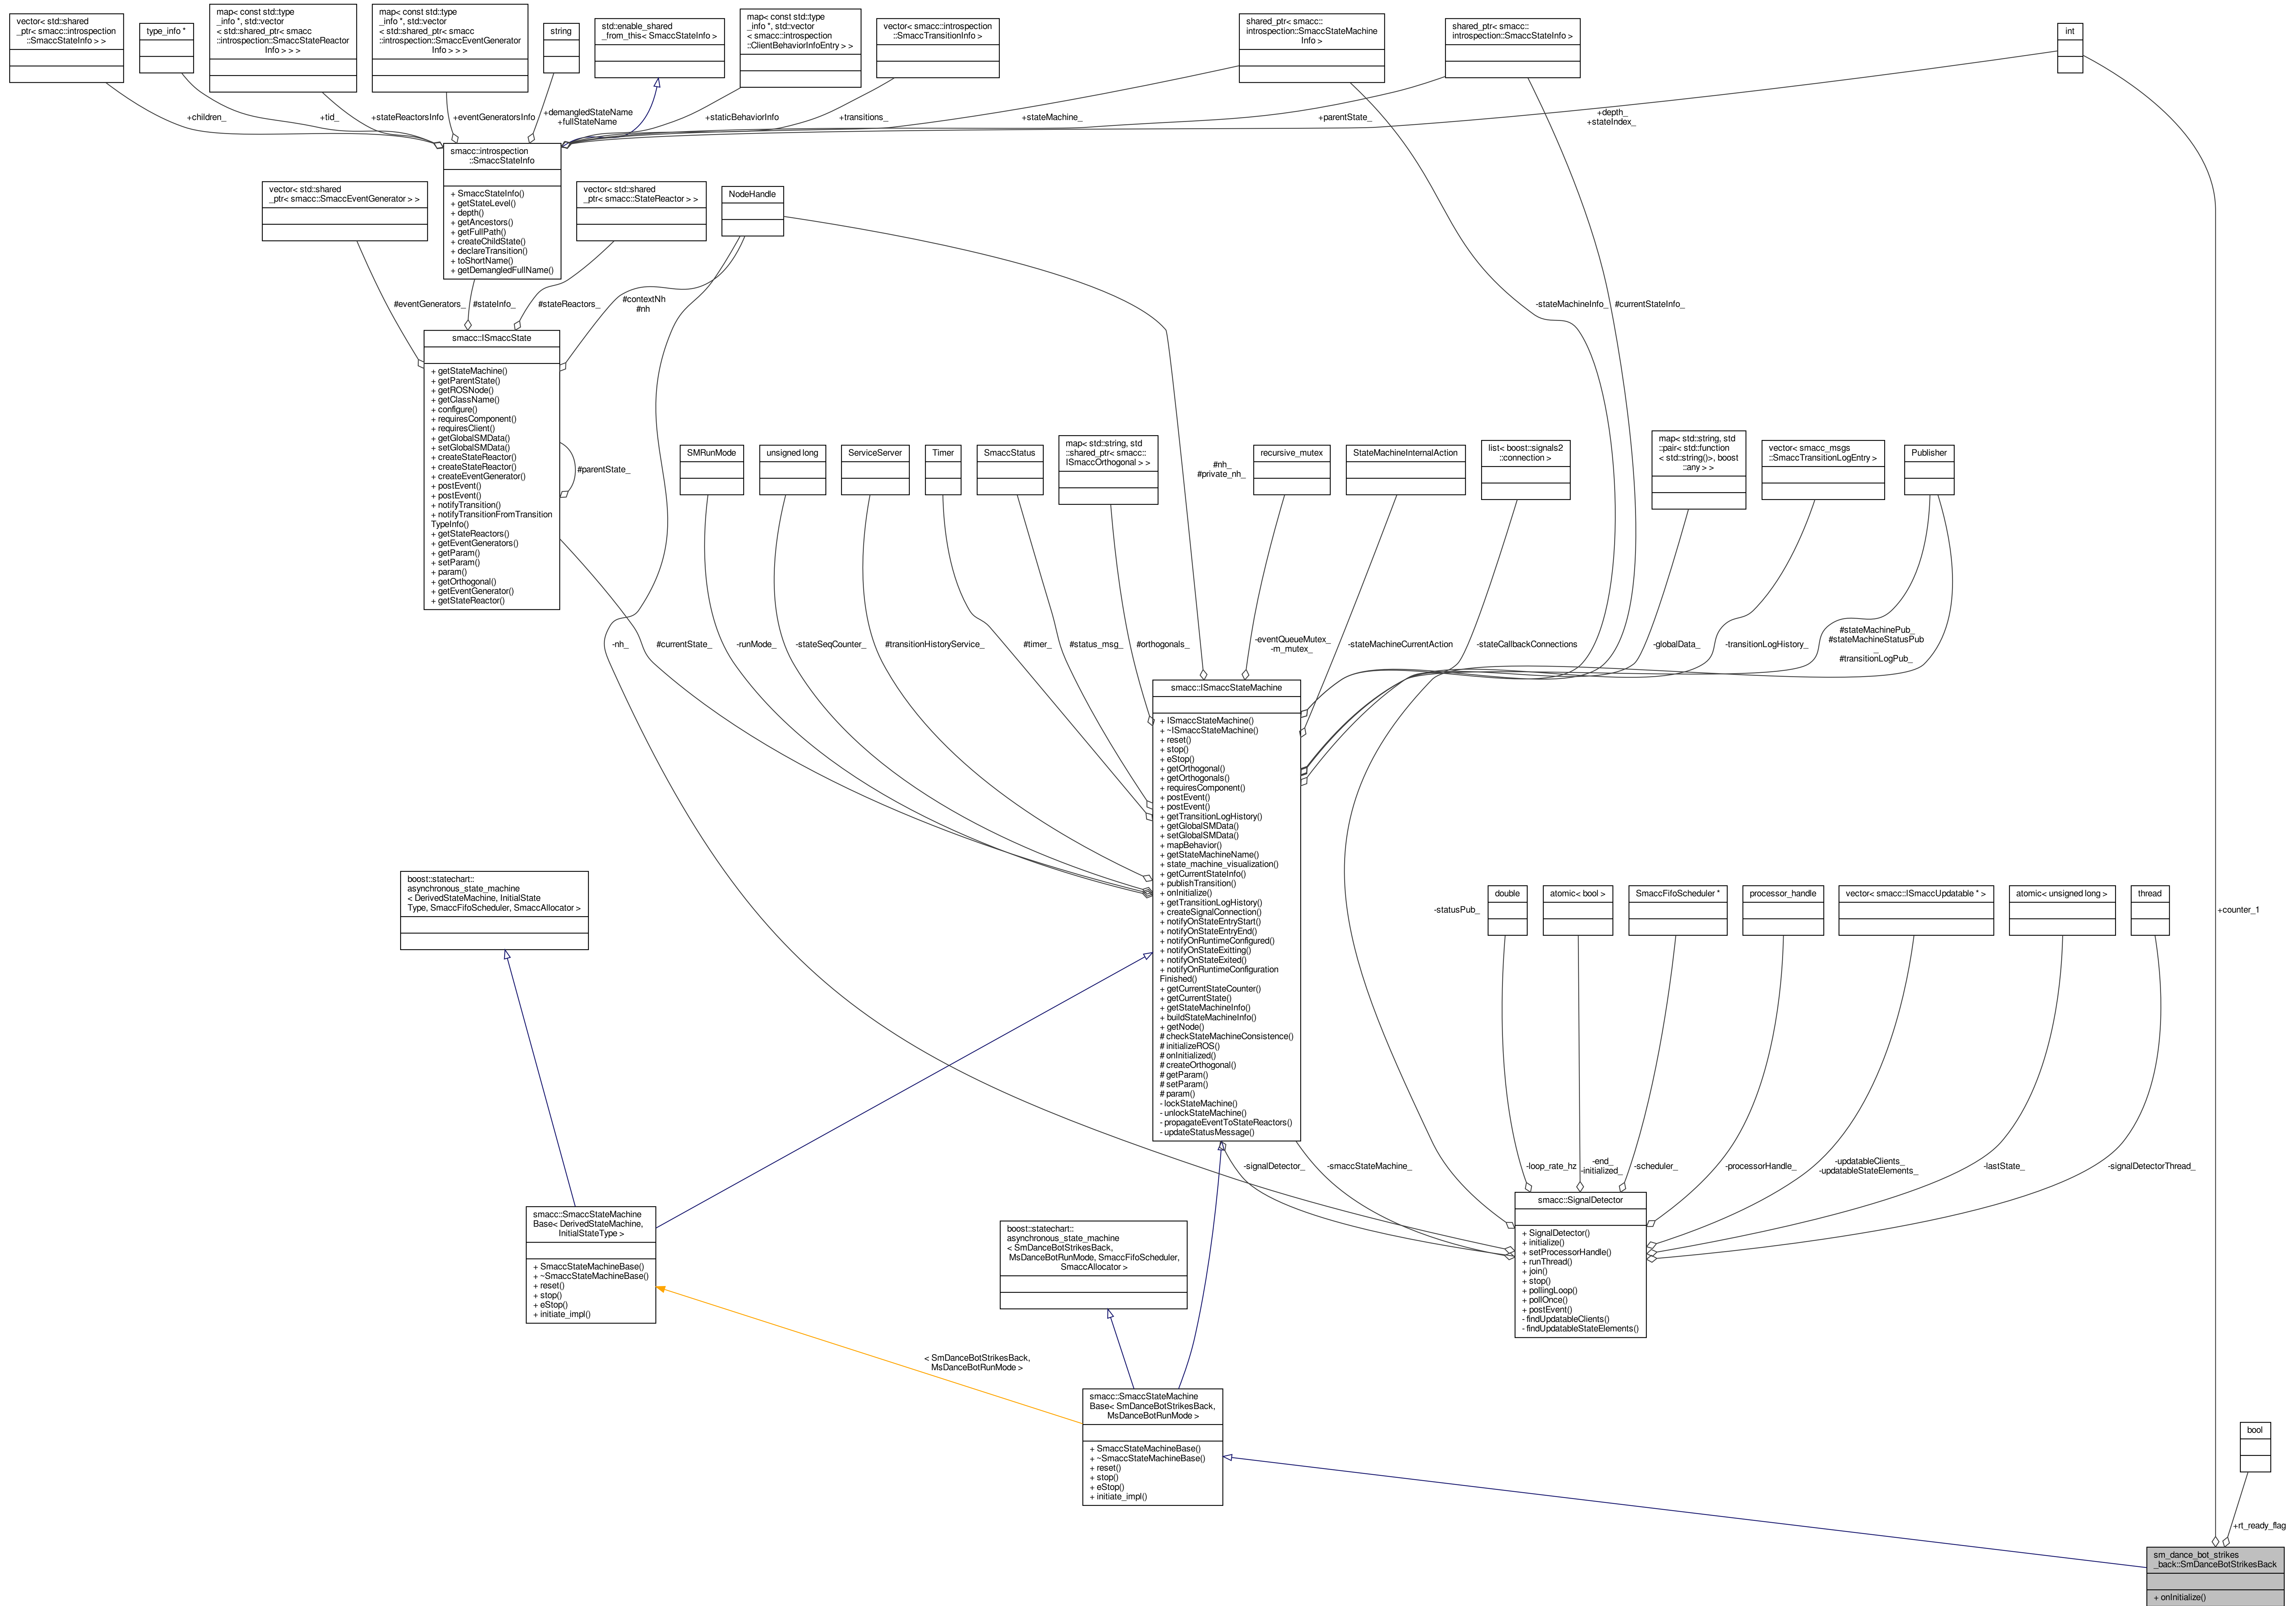 vector< std::shared
_ptr< smacc::introspection
::SmaccStateInfo > >
type_info *
map< const std::type
_info *, std::vector
< std::shared_ptr< smacc
::introspection::SmaccStateReactor
Info > > >
map< const std::type
_info *, std::vector
< std::shared_ptr< smacc
::introspection::SmaccEventGenerator
Info > > >
string
std::enable_shared
_from_this< SmaccStateInfo >
map< const std::type
_info *, std::vector
< smacc::introspection
::ClientBehaviorInfoEntry > >
vector< smacc::introspection
::SmaccTransitionInfo >
shared_ptr< smacc::
introspection::SmaccStateMachine
Info >
shared_ptr< smacc::
introspection::SmaccStateInfo >
int
+children_
+tid_
+stateReactorsInfo
+eventGeneratorsInfo
+demangledStateName
+fullStateName
+staticBehaviorInfo
+transitions_
+stateMachine_
+parentState_
+depth_
+stateIndex_
smacc::introspection
::SmaccStateInfo
+ SmaccStateInfo()
+ getStateLevel()
+ depth()
+ getAncestors()
+ getFullPath()
+ createChildState()
+ declareTransition()
+ toShortName()
+ getDemangledFullName()
vector< std::shared
_ptr< smacc::SmaccEventGenerator > >
vector< std::shared
_ptr< smacc::StateReactor > >
NodeHandle
#eventGenerators_
#stateInfo_
#stateReactors_
#contextNh
#nh
-stateMachineInfo_
#currentStateInfo_
smacc::ISmaccState
+ getStateMachine()
+ getParentState()
+ getROSNode()
+ getClassName()
+ configure()
+ requiresComponent()
+ requiresClient()
+ getGlobalSMData()
+ setGlobalSMData()
+ createStateReactor()
+ createStateReactor()
+ createEventGenerator()
+ postEvent()
+ postEvent()
+ notifyTransition()
+ notifyTransitionFromTransition
TypeInfo()
+ getStateReactors()
+ getEventGenerators()
+ getParam()
+ setParam()
+ param()
+ getOrthogonal()
+ getEventGenerator()
+ getStateReactor()
#parentState_
SMRunMode
unsigned long
ServiceServer
Timer
SmaccStatus
map< std::string, std
::shared_ptr< smacc::
ISmaccOrthogonal > >
#nh_
#private_nh_
recursive_mutex
StateMachineInternalAction
list< boost::signals2
::connection >
map< std::string, std
::pair< std::function
< std::string()>, boost
::any > >
vector< smacc_msgs
::SmaccTransitionLogEntry >
Publisher
-nh_
#currentState_
-runMode_
-stateSeqCounter_
#transitionHistoryService_
#timer_
#status_msg_
#orthogonals_
-eventQueueMutex_
-m_mutex_
-stateMachineCurrentAction
-stateCallbackConnections
-globalData_
-transitionLogHistory_
#stateMachinePub_
#stateMachineStatusPub
_
#transitionLogPub_
smacc::ISmaccStateMachine
+ ISmaccStateMachine()
+ ~ISmaccStateMachine()
+ reset()
+ stop()
+ eStop()
+ getOrthogonal()
+ getOrthogonals()
+ requiresComponent()
+ postEvent()
+ postEvent()
+ getTransitionLogHistory()
+ getGlobalSMData()
+ setGlobalSMData()
+ mapBehavior()
+ getStateMachineName()
+ state_machine_visualization()
+ getCurrentStateInfo()
+ publishTransition()
+ onInitialize()
+ getTransitionLogHistory()
+ createSignalConnection()
+ notifyOnStateEntryStart()
+ notifyOnStateEntryEnd()
+ notifyOnRuntimeConfigured()
+ notifyOnStateExitting()
+ notifyOnStateExited()
+ notifyOnRuntimeConfiguration
Finished()
+ getCurrentStateCounter()
+ getCurrentState()
+ getStateMachineInfo()
+ buildStateMachineInfo()
+ getNode()
# checkStateMachineConsistence()
# initializeROS()
# onInitialized()
# createOrthogonal()
# getParam()
# setParam()
# param()
- lockStateMachine()
- unlockStateMachine()
- propagateEventToStateReactors()
- updateStatusMessage()
boost::statechart::
asynchronous_state_machine
< DerivedStateMachine, InitialState
Type, SmaccFifoScheduler, SmaccAllocator >
-statusPub_
double
atomic< bool >
SmaccFifoScheduler *
processor_handle
vector< smacc::ISmaccUpdatable * >
atomic< unsigned long >
thread
+counter_1
-signalDetector_
-smaccStateMachine_
-loop_rate_hz
-end_
-initialized_
-scheduler_
-processorHandle_
-updatableClients_
-updatableStateElements_
-lastState_
-signalDetectorThread_
smacc::SignalDetector
+ SignalDetector()
+ initialize()
+ setProcessorHandle()
+ runThread()
+ join()
+ stop()
+ pollingLoop()
+ pollOnce()
+ postEvent()
- findUpdatableClients()
- findUpdatableStateElements()
smacc::SmaccStateMachine
Base< DerivedStateMachine,
InitialStateType >
+ SmaccStateMachineBase()
+ ~SmaccStateMachineBase()
+ reset()
+ stop()
+ eStop()
+ initiate_impl()
boost::statechart::
asynchronous_state_machine
< SmDanceBotStrikesBack,
MsDanceBotRunMode, SmaccFifoScheduler,
SmaccAllocator >
< SmDanceBotStrikesBack,
MsDanceBotRunMode >
smacc::SmaccStateMachine
Base< SmDanceBotStrikesBack,
MsDanceBotRunMode >
+ SmaccStateMachineBase()
+ ~SmaccStateMachineBase()
+ reset()
+ stop()
+ eStop()
+ initiate_impl()
bool
+rt_ready_flag
sm_dance_bot_strikes
_back::SmDanceBotStrikesBack
+ onInitialize()